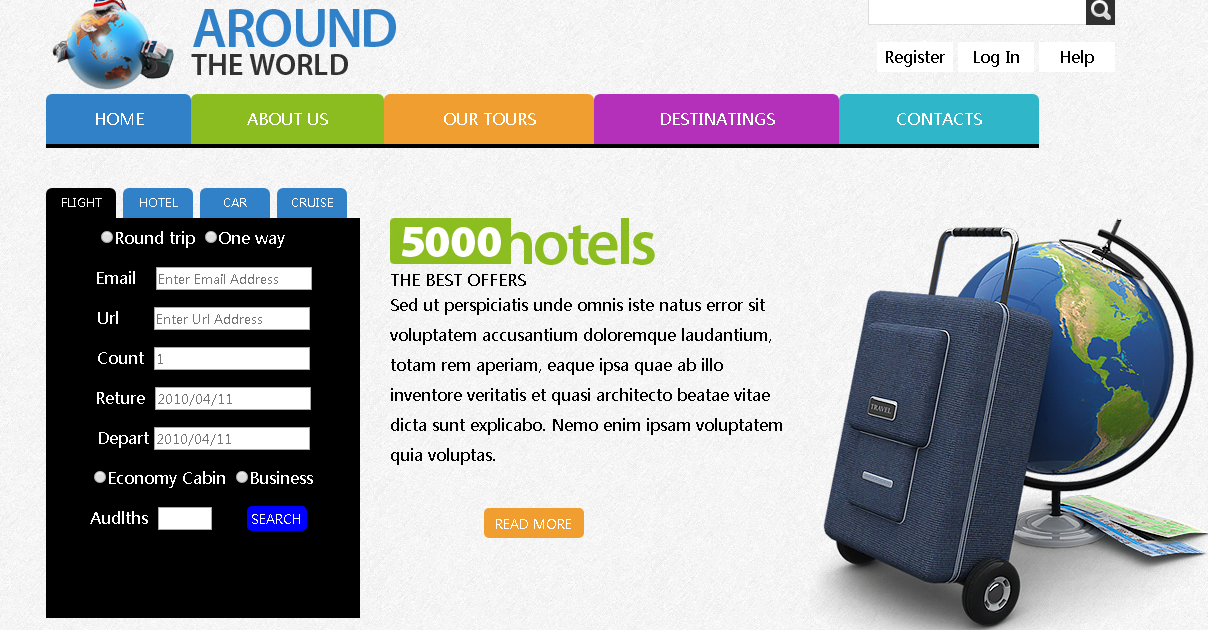 AROUND
THE WORLD
Register Log In Help
HOME ABOUT US OUR TOURS DESTINATINGS CONTACTS
FLIGHT HOTEL CAR CRUISE
Round trip One way
Email Enter Email Address
Url Enter Url Address
Count 1
Reture 2010/04/11
Depart 2010/04/11
Economy Cabin Business
Audlths SEARCH
5000hotels
THE BEST OFFERS
Sed ut perspiciatis unde omnis iste natus error sit
voluptatem accusantium doloremque laudantium,
totam rem aperiam, eaque ipsa quae ab illo
inventore veritatis et quasi architecto beatae vitae
dicta sunt explicabo. Nemo enim ipsam voluptatem
quia voluptas.
READ MORE
TRAVEL